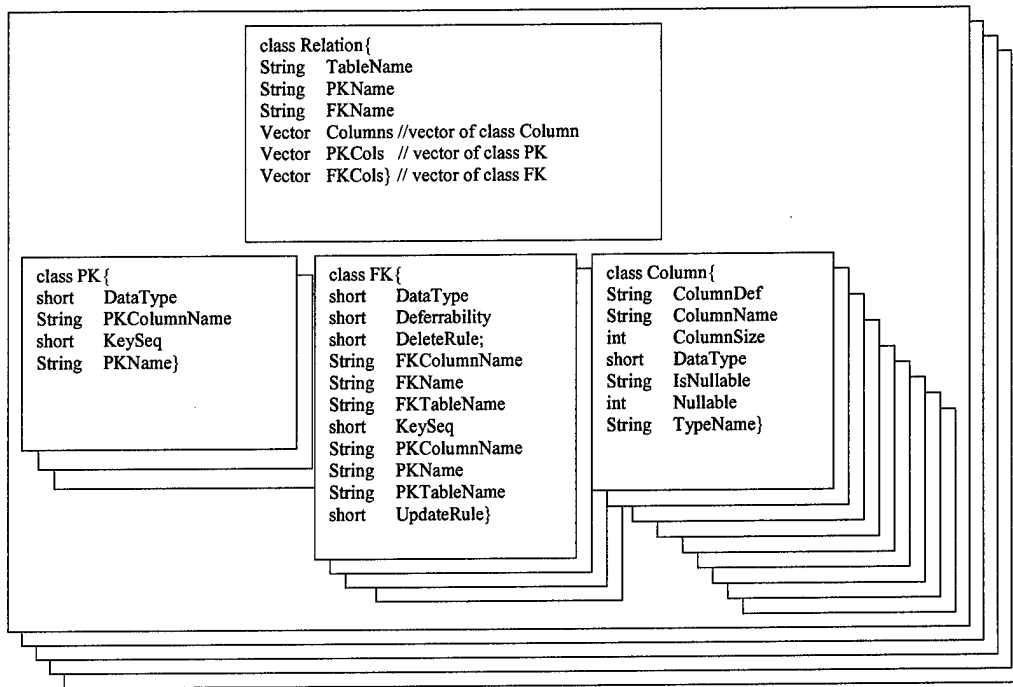 class Relation{
String TableName
String PKName
String FKName
Vector Columns //vector of class Column
Vector PKCols // vector of class PK
Vector FKCols} // vector of class FK
class PK{
short DataType
String PKColumnName
short KeySeq
String PKName}
class FK{
short DataType
short Deferrability
short DeleteRule;
String FKColumnName
String FKName
String FKTableName
short KeySeq
String PKColumnName
String PKName
String PKTableName
short UpdateRule}
class Column{
String ColumnDef
String ColumnName
int ColumnSize
short DataType
String IsNullable
int Nullable
String TypeName}